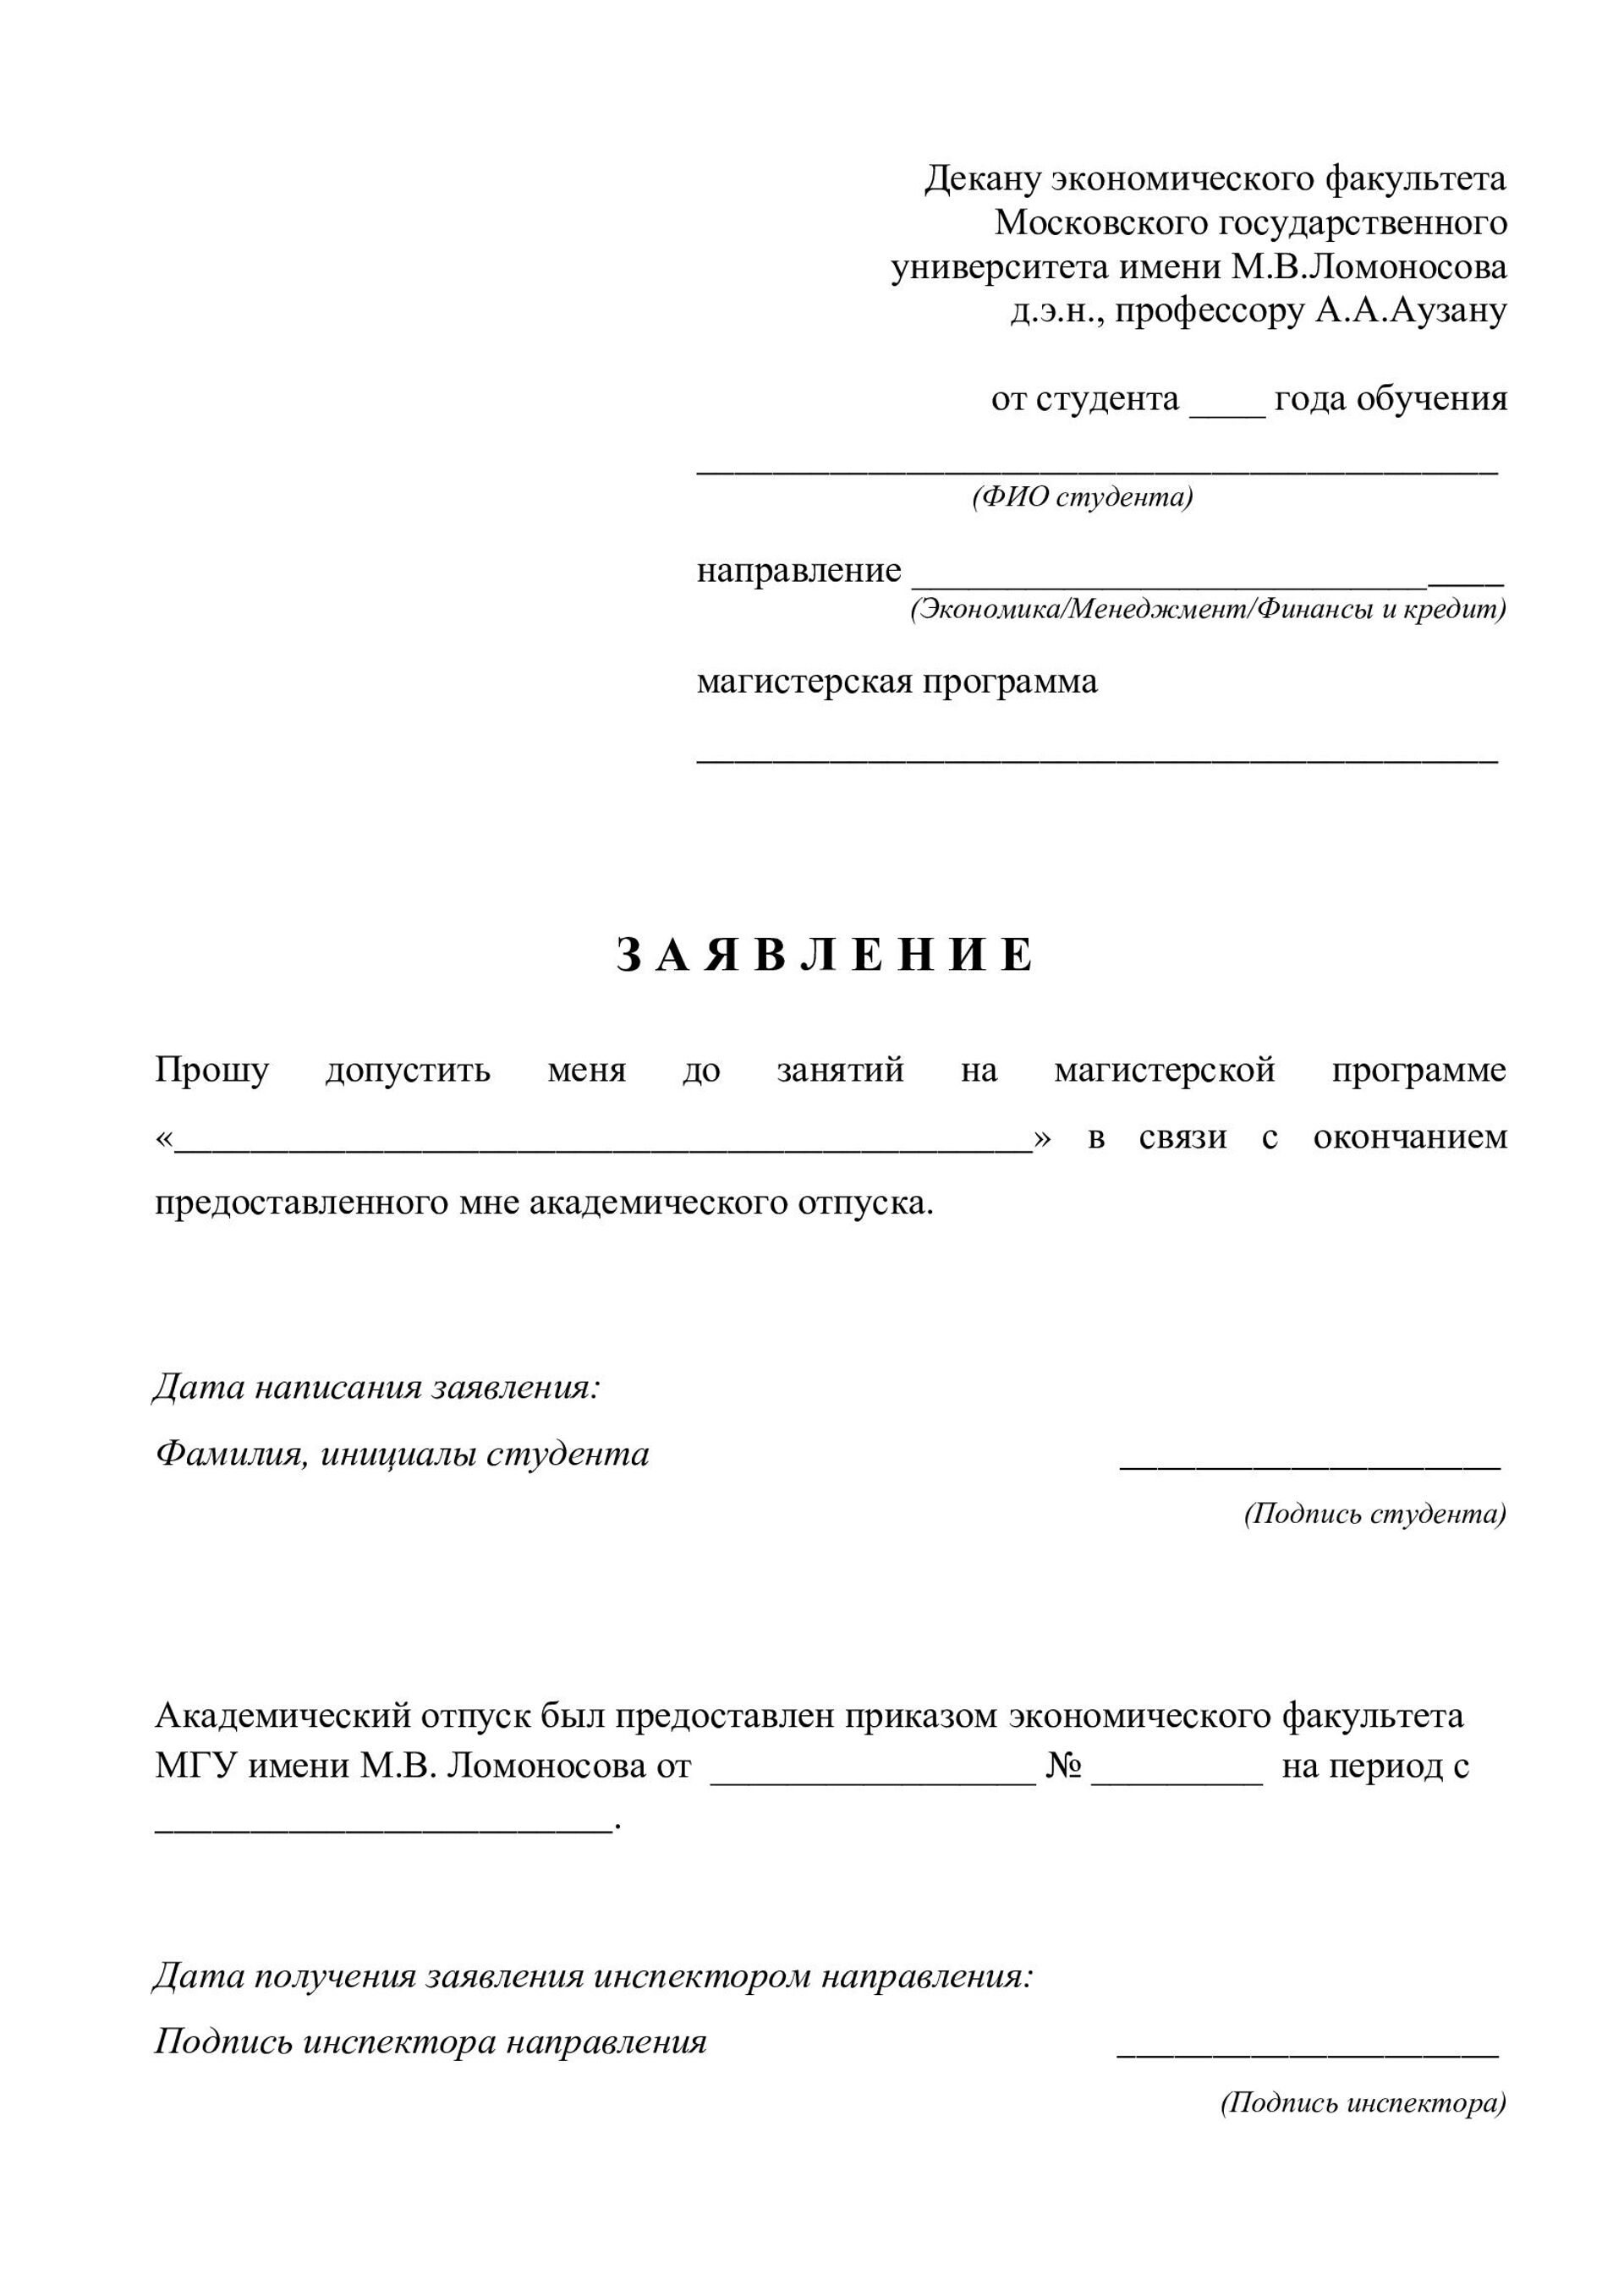 Декану экономического факультета
Московского государственного
университета имени М.В.Ломоносова
д.э.н., профессору А.А.Аузану
от студента ____ года обучения
__________________________________________
(ФИО студента)
направление _______________________________
(Экономика/Менеджмент/Финансы и кредит)
магистерская программа
__________________________________________
З А Я В Л Е Н И Е
Прошу допустить меня до занятий на магистерской программе
«_____________________________________________» в связи с окончанием
предоставленного мне академического отпуска.
Дата написания заявления:
Фамилия, инициалы студента ____________________
(Подпись студента)
Академический отпуск был предоставлен приказом экономического факультета
МГУ имени М.В. Ломоносова от _________________ № _________ на период с
________________________.
Дата получения заявления инспектором направления:
Подпись инспектора направления ____________________
(Подпись инспектора)